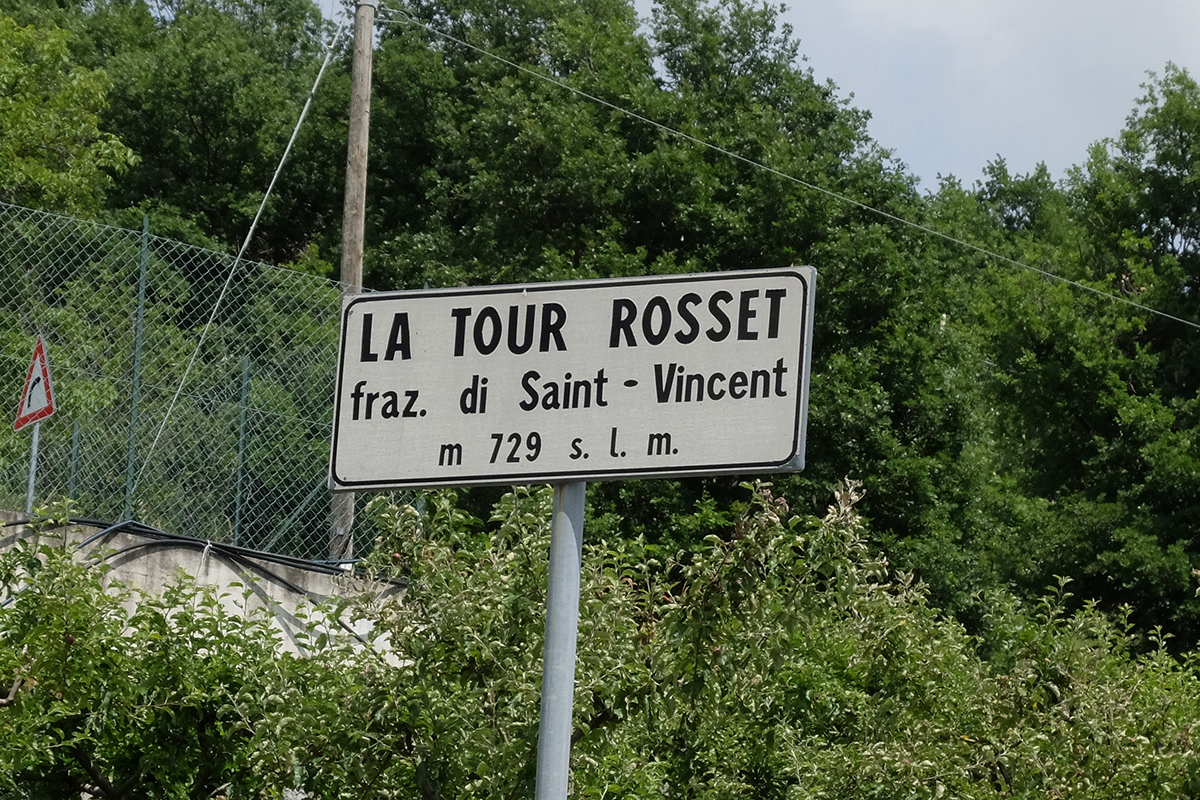 LA TOUR ROSSET
fraz. di Saint - Vincent
m 729 s. l. m.